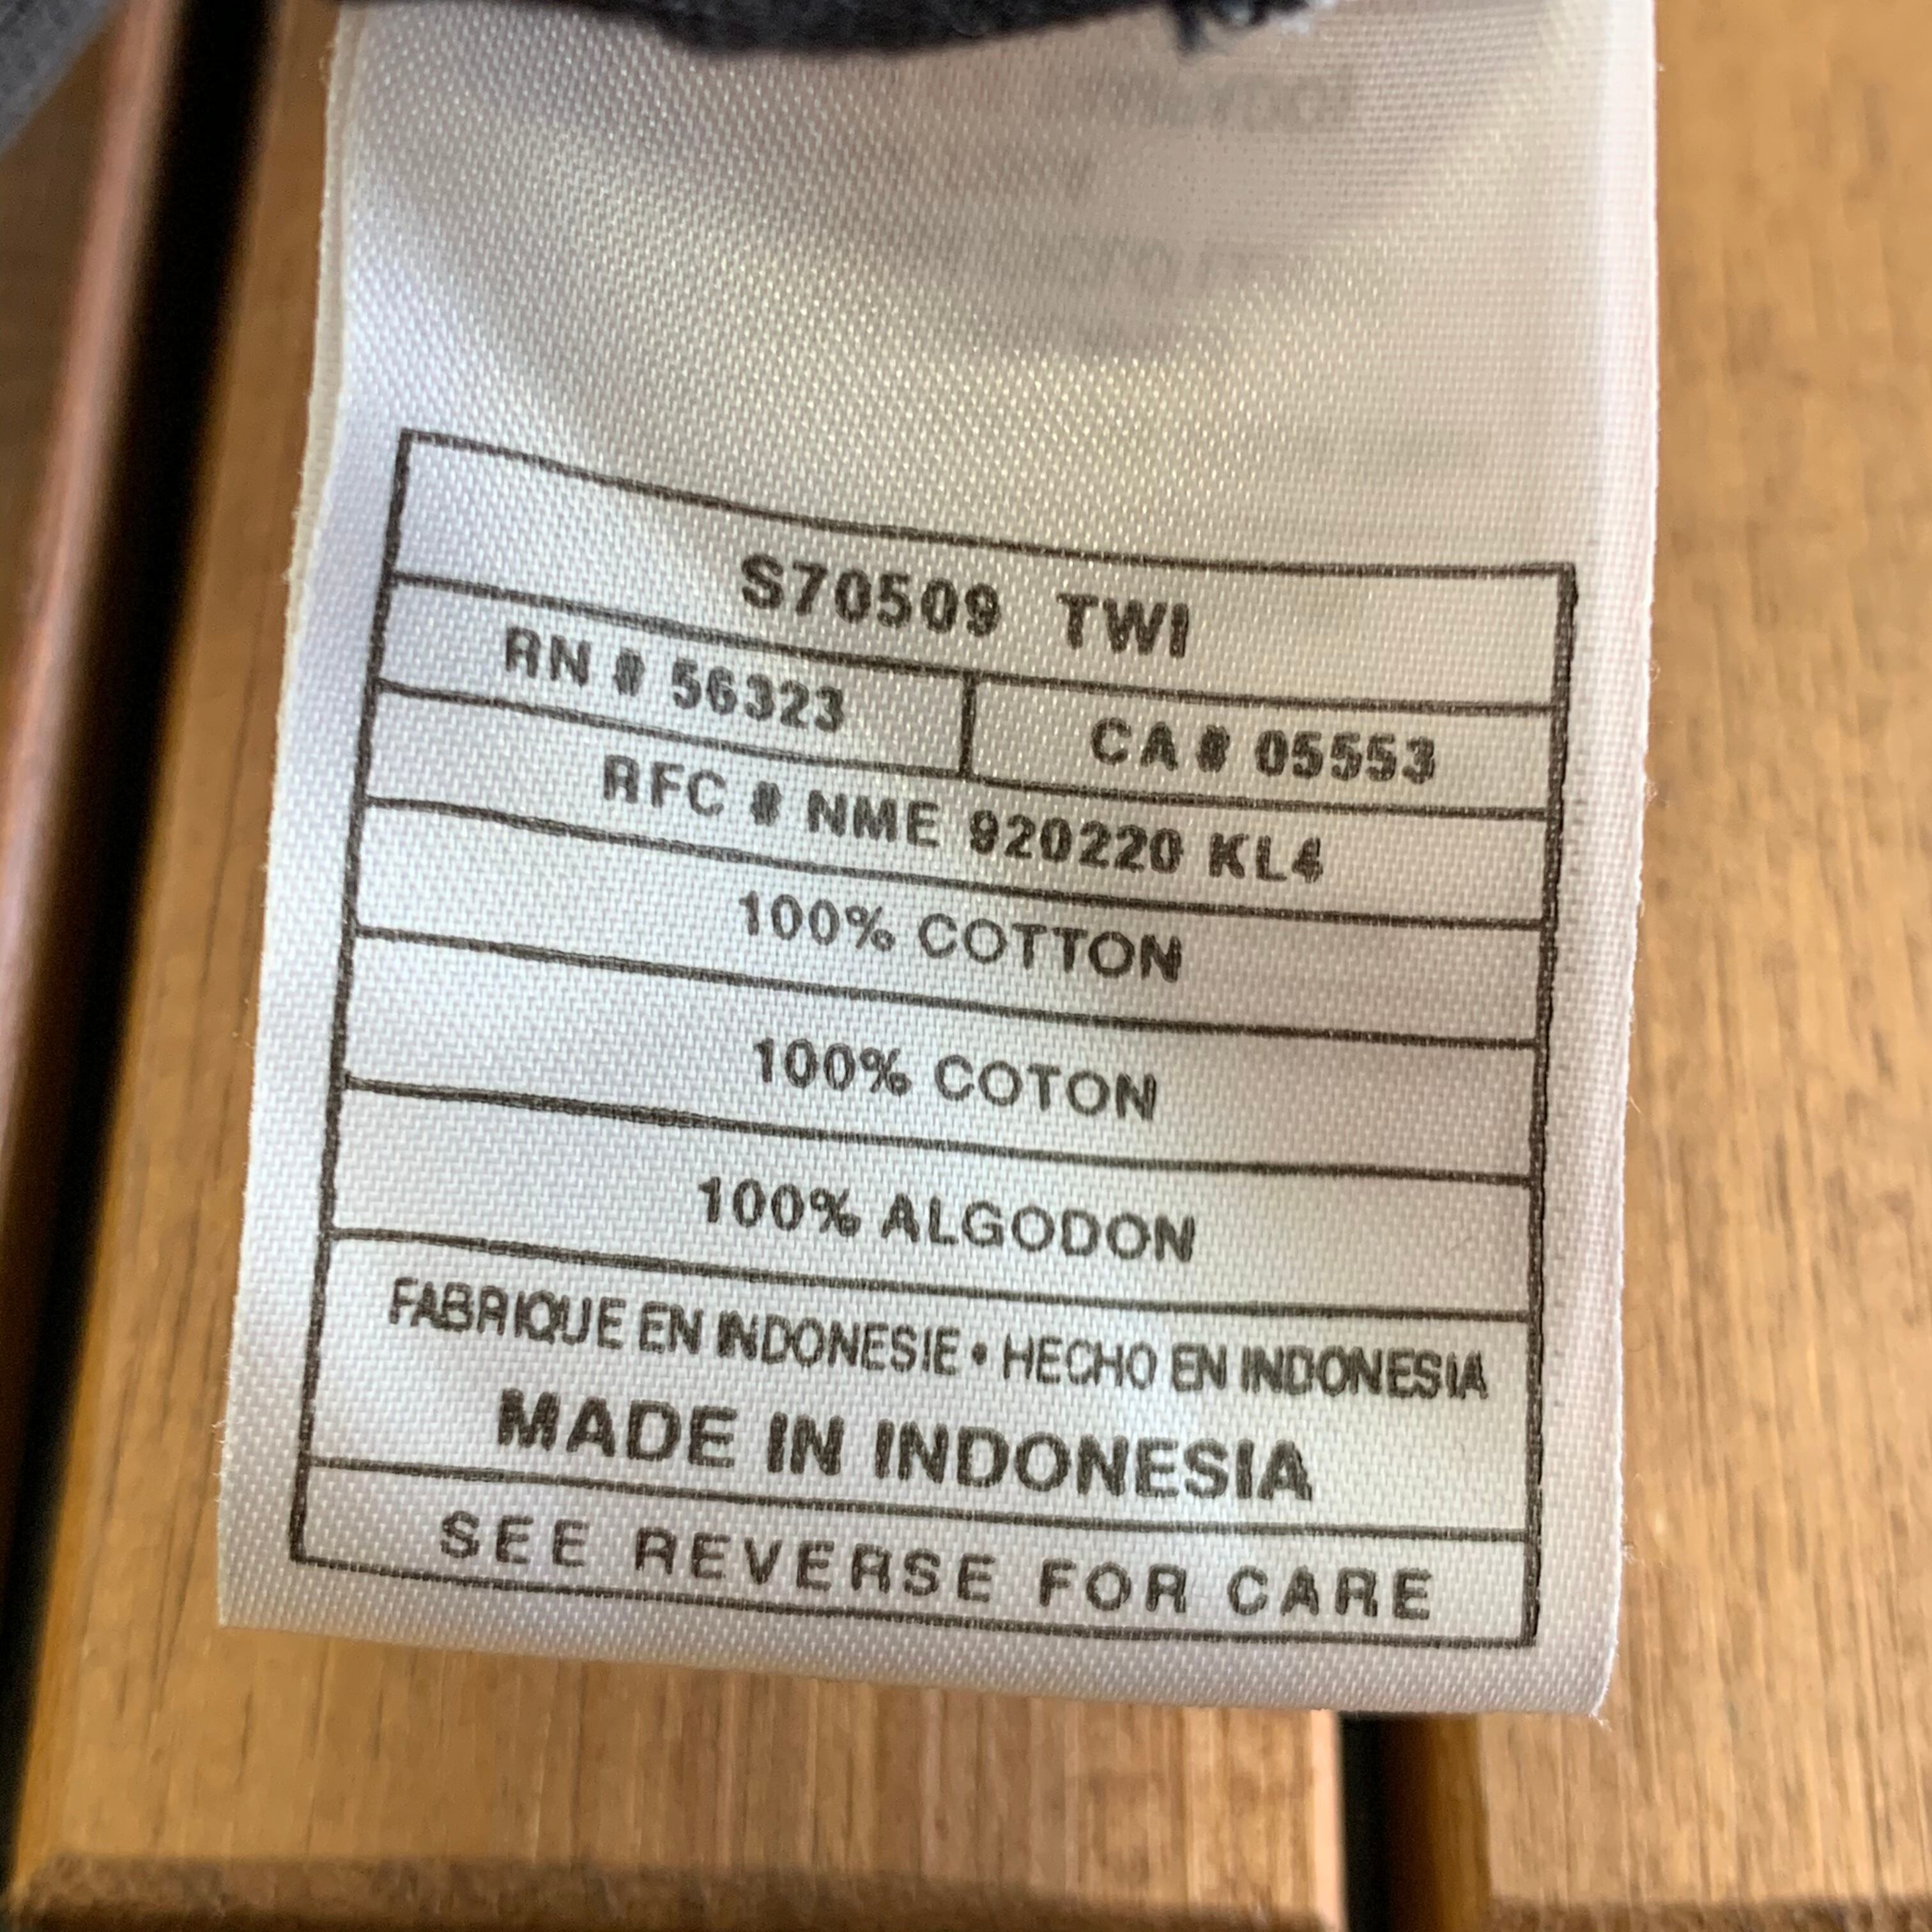 S70509 TWI
RN # 56323
CA # 05553
RFC # NME 920220 KL4
100% COTTON
100% COTON
100% ALGODON
FABRIQUE EN INDONESIE • HECHO EN INDONESIA
MADE IN INDONESIA
SEE REVERSE FOR CARE